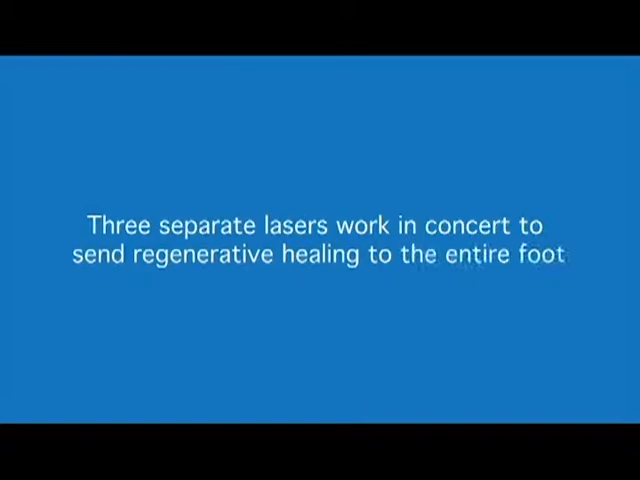 Three separate lasers work in concert to
send regenerative healing to the entire foot